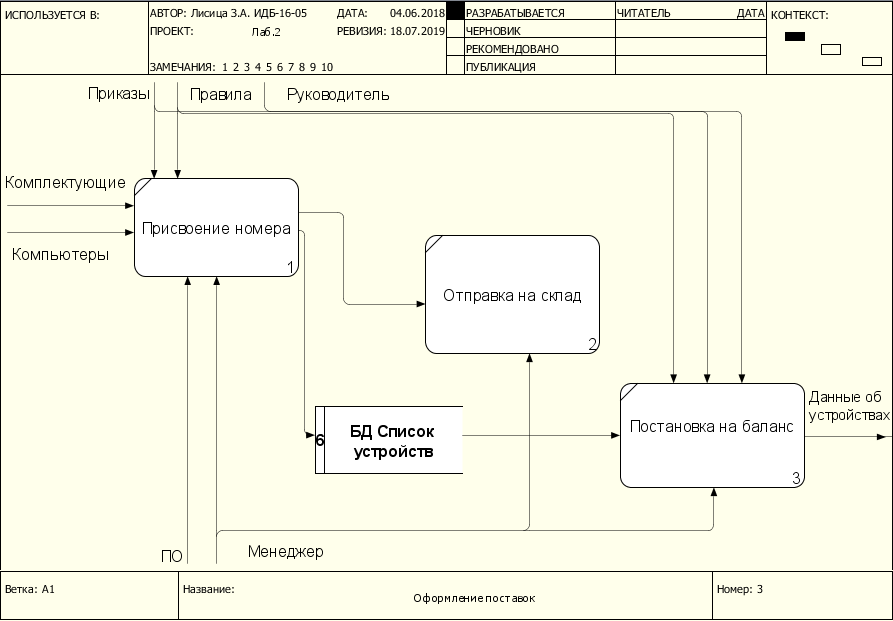 ИСПОЛЬЗУЕТСЯ В:
АВТОР: Лисица З.А. ИДБ-16-05
ДАТА: 04.06.2018
РАЗРАБАТЫВАЕТСЯ
ЧИТАТЕЛЬ
ДАТА
КОНТЕКСТ:
ПРОЕКТ: Лаб.2
РЕВИЗИЯ: 18.07.2019
ЧЕРНОВИК
РЕКОМЕНДОВАНО
ЗАМЕЧАНИЯ: 1 2 3 4 5 6 7 8 9 10
ПУБЛИКАЦИЯ
Приказы
Правила
Руководитель
Комплектующие
Присвоение номера
1
Компьютеры
Отправка на склад
2
Данные об
устройствах
Постановка на баланс
3
6
БД Список
устройств
ПО
Менеджер
Ветка: А1
Название:
Оформление поставок
Номер: 3